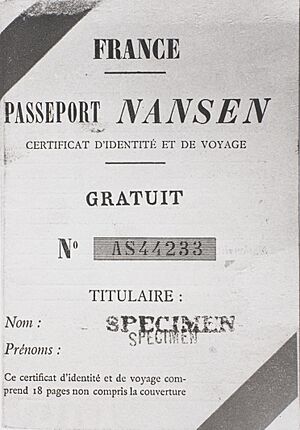 FRANCE
PASSEPORT NANSEN
CERTIFICAT D'IDENTITÉ ET DE VOYAGE
GRATUIT
Nº AS44233
TITULAIRE :
Nom : SPECIMEN
SPECIMEN
Prénoms :
Ce certificat d'identité et de voyage com-
prend 18 pages non compris la couverture